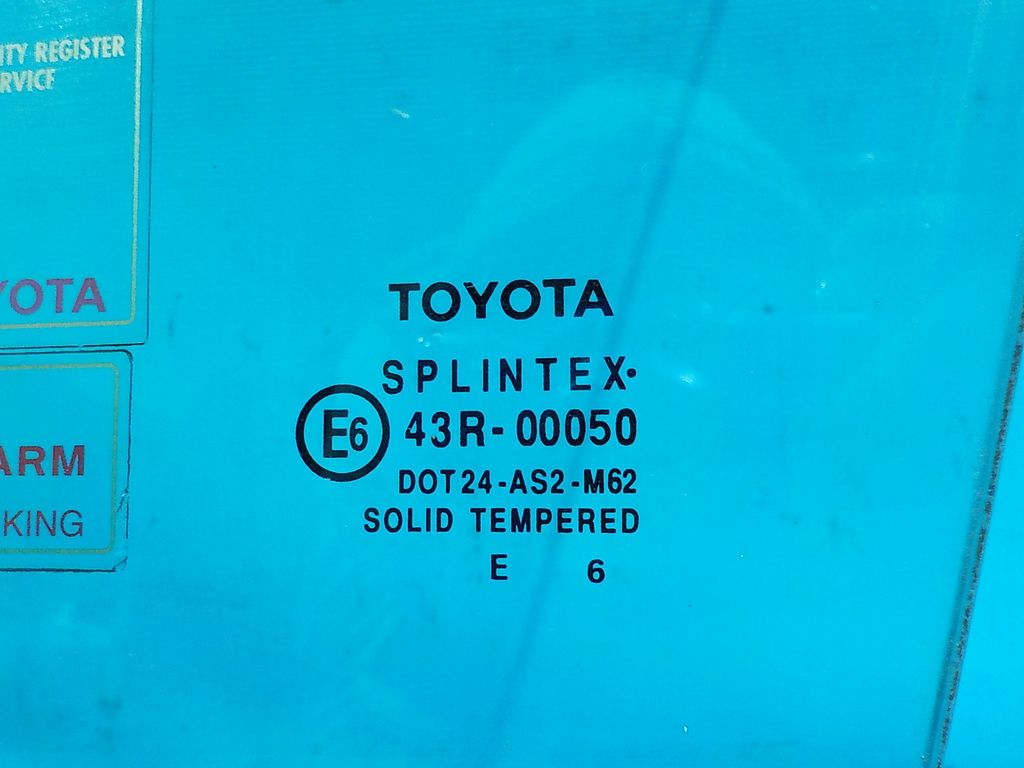 ITY REGISTER
RVICE
YOTA
ARM
KING
TOYOTA
SPLINTEX·
E6 43R-00050
DOT24-AS2-M62
SOLID TEMPERED
E 6